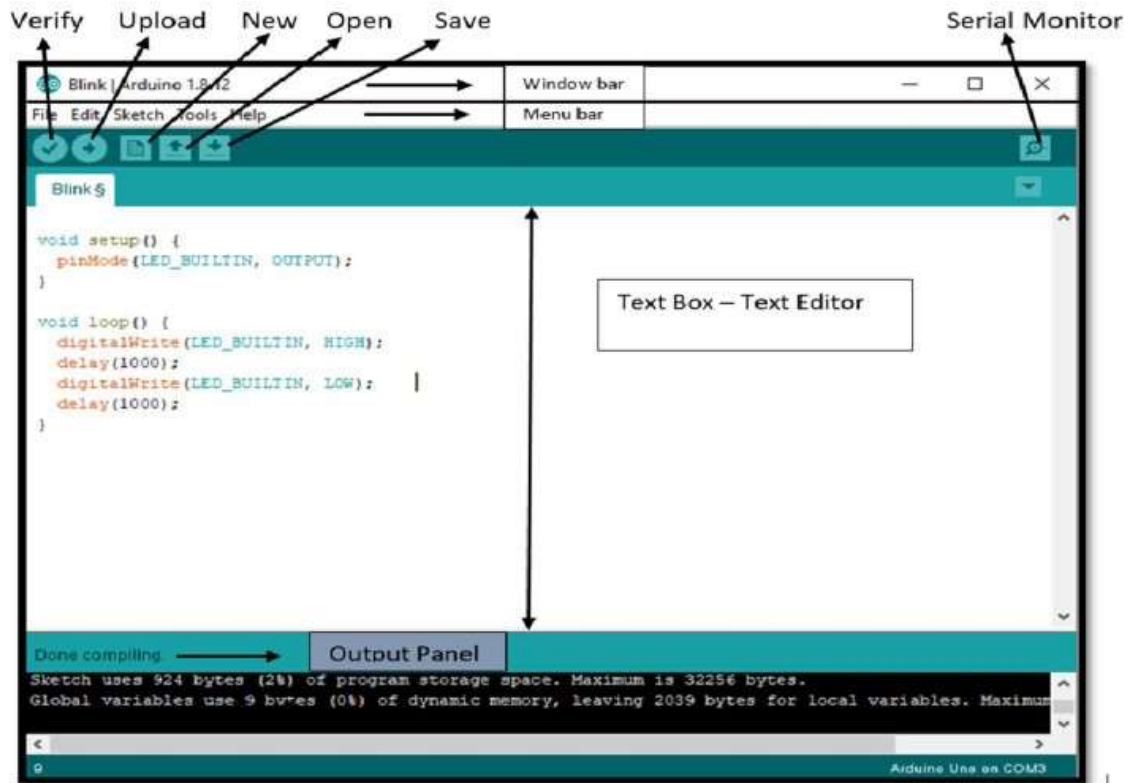 Verify Upload New Open Save Serial Monitor
Blink | Arduino 1.8.12 Window bar
File Edit Sketch Tools Help Menu bar
Blink §
void setup() {
pinMode(LED_BUILTIN, OUTPUT);
}
void loop() {
digitalWrite(LED_BUILTIN, HIGH);
delay(1000);
digitalWrite(LED_BUILTIN, LOW);
delay(1000);
}
Text Box – Text Editor
Done compiling. Output Panel
Sketch uses 924 bytes (2%) of program storage space. Maximum is 32256 bytes.
Global variables use 9 bytes (0%) of dynamic memory, leaving 2039 bytes for local variables. Maximum
9 Arduino Uno on COM3